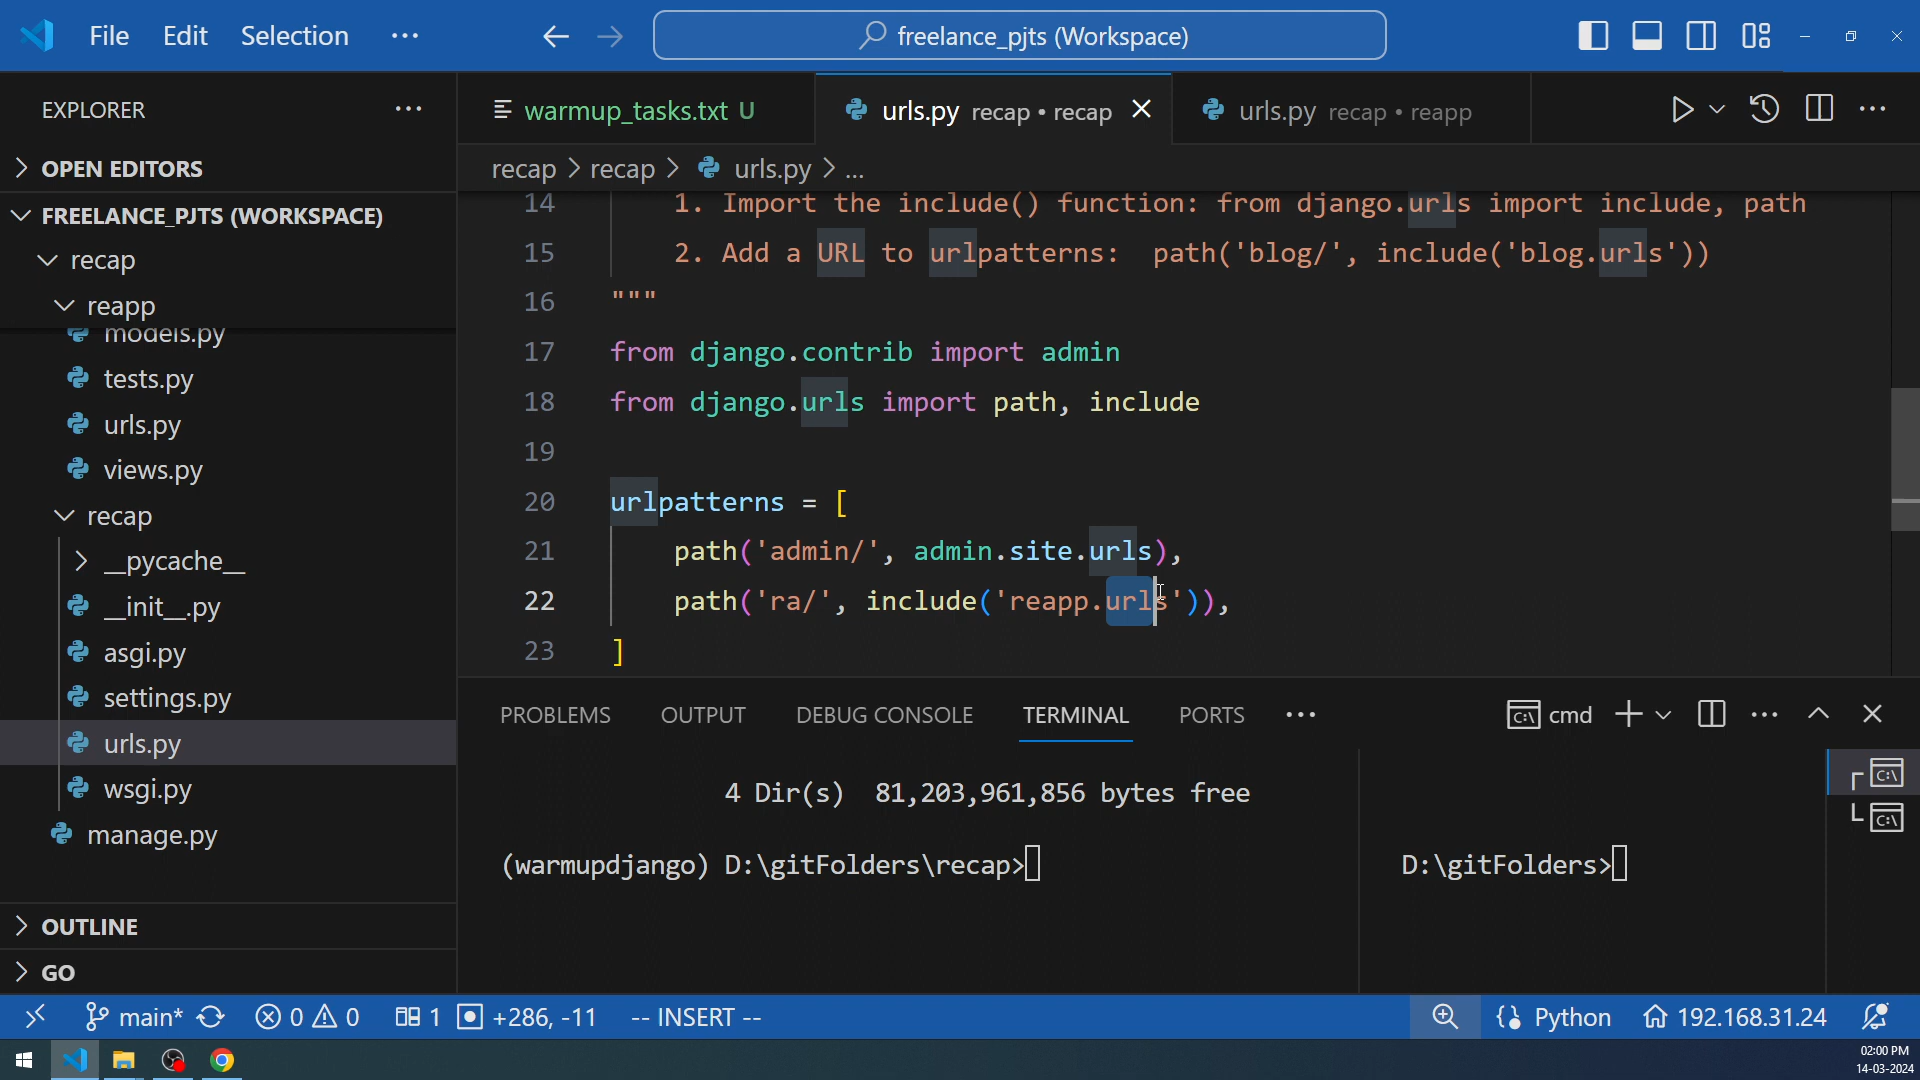 File Edit Selection ···
freelance_pjts (Workspace)
EXPLORER
OPEN EDITORS
FREELANCE_PJTS (WORKSPACE)
recap
reapp
models.py
tests.py
urls.py
views.py
recap
__pycache__
__init__.py
asgi.py
settings.py
urls.py
wsgi.py
manage.py
OUTLINE
GO
warmup_tasks.txt U
urls.py recap • recap
urls.py recap • reapp
recap > recap > urls.py > ...
14 1. Import the include() function: from django.urls import include, path
15 2. Add a URL to urlpatterns:  path('blog/', include('blog.urls'))
16 """
17 from django.contrib import admin
18 from django.urls import path, include
19
20 urlpatterns = [
21 path('admin/', admin.site.urls),
22 path('ra/', include('reapp.urls')),
23 ]
PROBLEMS OUTPUT DEBUG CONSOLE TERMINAL PORTS ···
cmd
4 Dir(s)  81,203,961,856 bytes free
(warmupdjango) D:\gitFolders\recap>
D:\gitFolders>
main* 0 0 1 +286, -11 -- INSERT -- Python 192.168.31.24
02:00 PM
14-03-2024